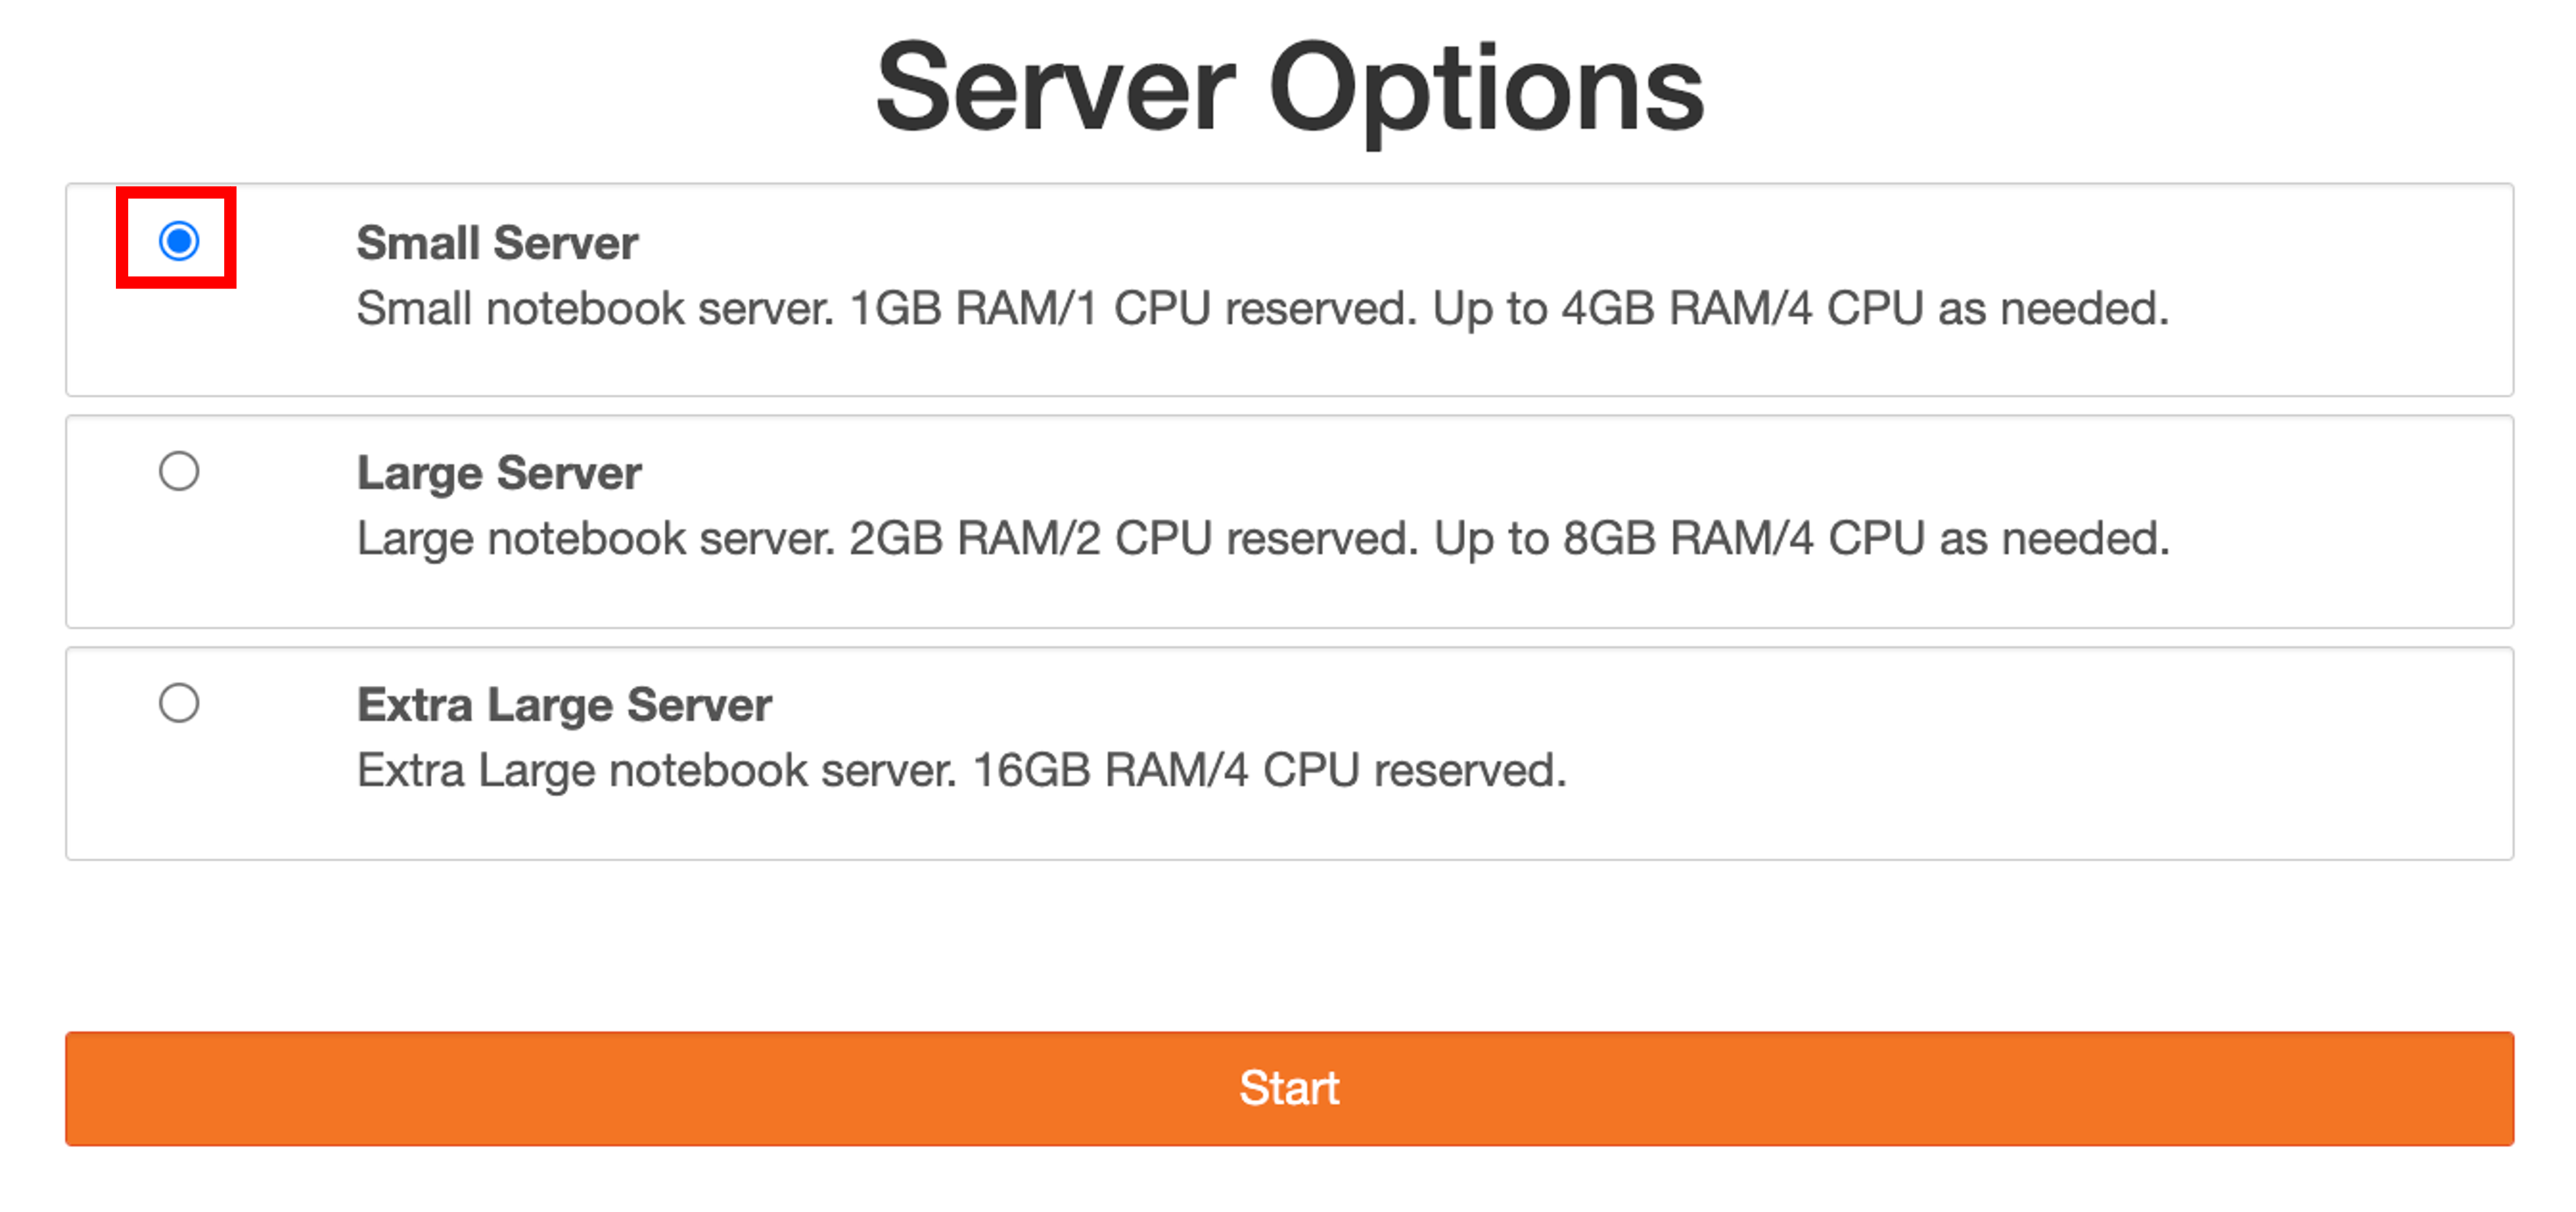 Server Options
Small Server
Small notebook server. 1GB RAM/1 CPU reserved. Up to 4GB RAM/4 CPU as needed.
Large Server
Large notebook server. 2GB RAM/2 CPU reserved. Up to 8GB RAM/4 CPU as needed.
Extra Large Server
Extra Large notebook server. 16GB RAM/4 CPU reserved.
Start